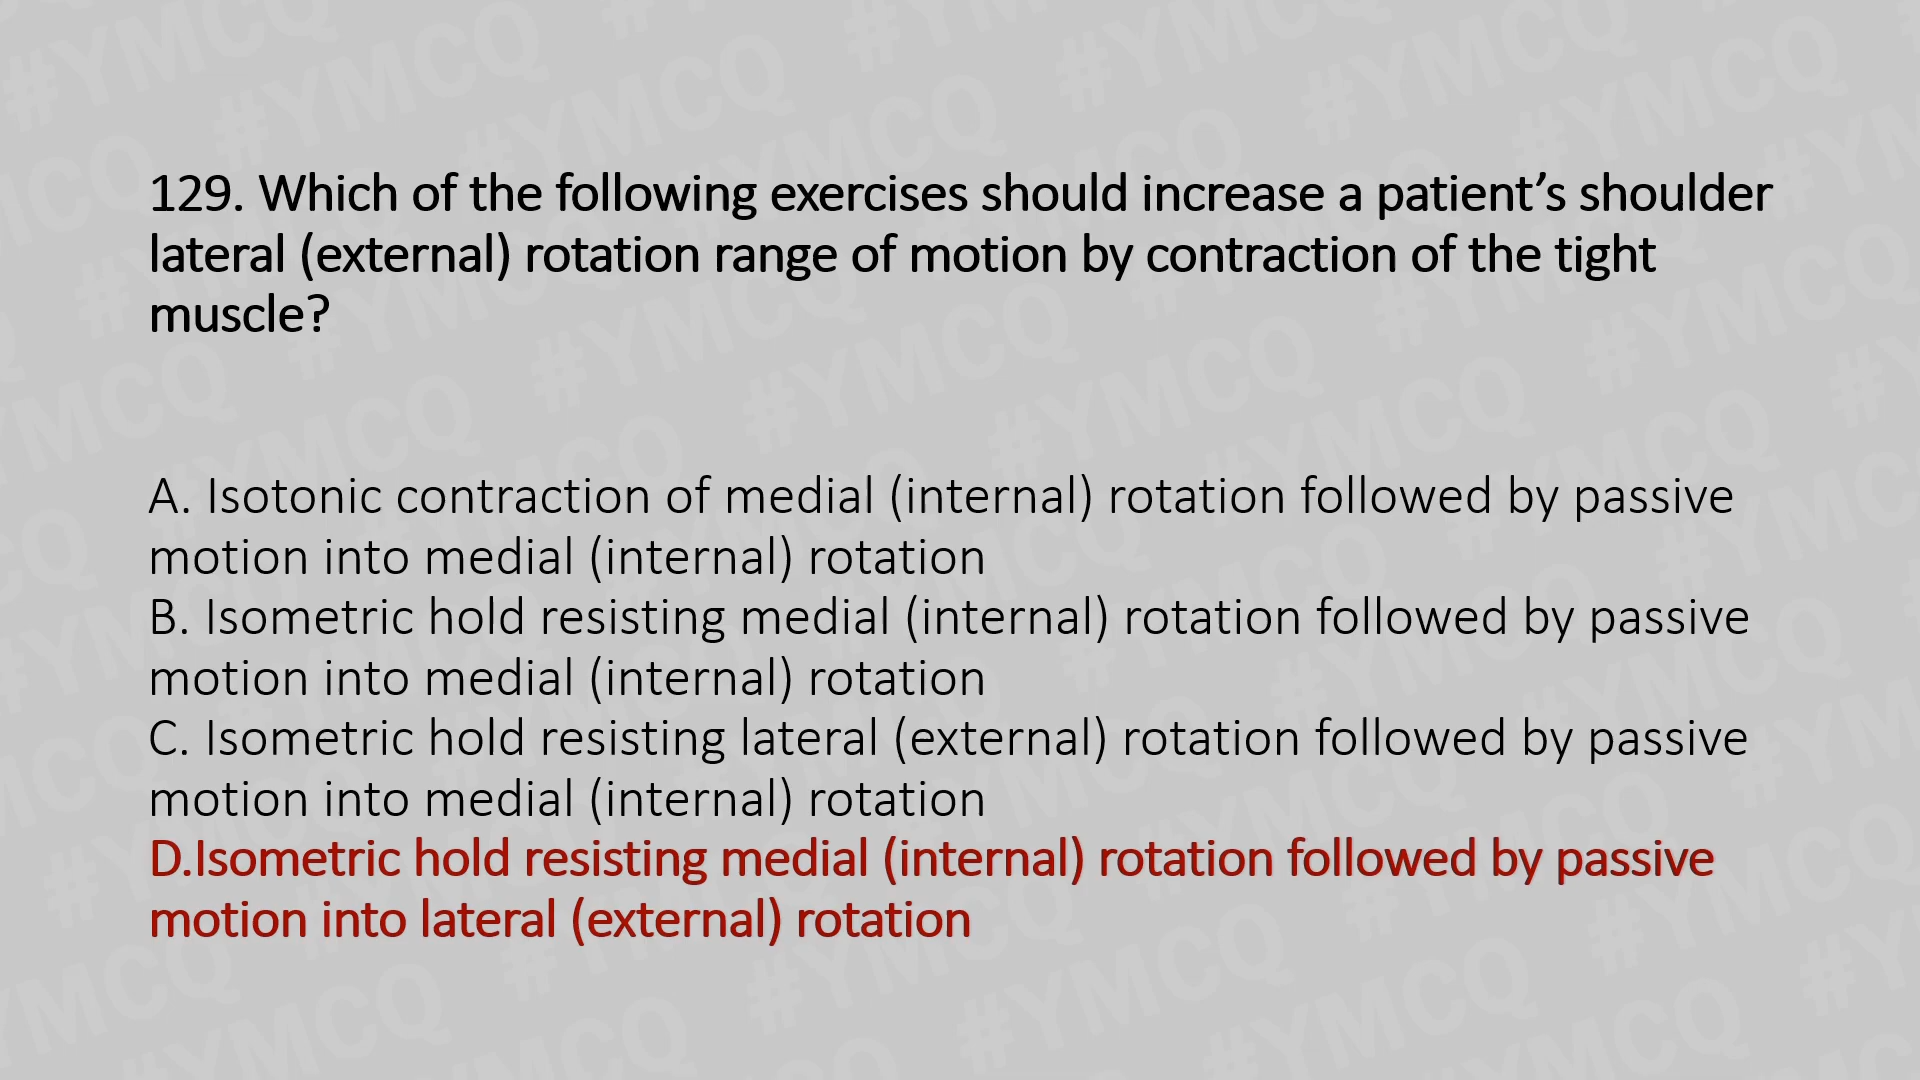 129. Which of the following exercises should increase a patient’s shoulder
lateral (external) rotation range of motion by contraction of the tight
muscle?
A. Isotonic contraction of medial (internal) rotation followed by passive
motion into medial (internal) rotation
B. Isometric hold resisting medial (internal) rotation followed by passive
motion into medial (internal) rotation
C. Isometric hold resisting lateral (external) rotation followed by passive
motion into medial (internal) rotation
D.Isometric hold resisting medial (internal) rotation followed by passive
motion into lateral (external) rotation
#YMCQ